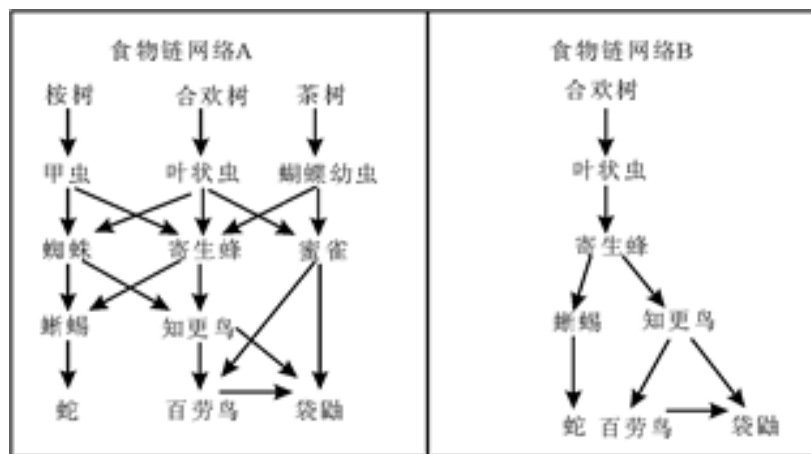 食物链网络A
桉树 合欢树 茶树
甲虫 叶状虫 蝴蝶幼虫
蜘蛛 寄生蜂 蜜雀
蜥蜴 知更鸟
蛇 百劳鸟 袋鼬
食物链网络B
合欢树
叶状虫
寄生蜂
蜥蜴 知更鸟
蛇 百劳鸟 袋鼬